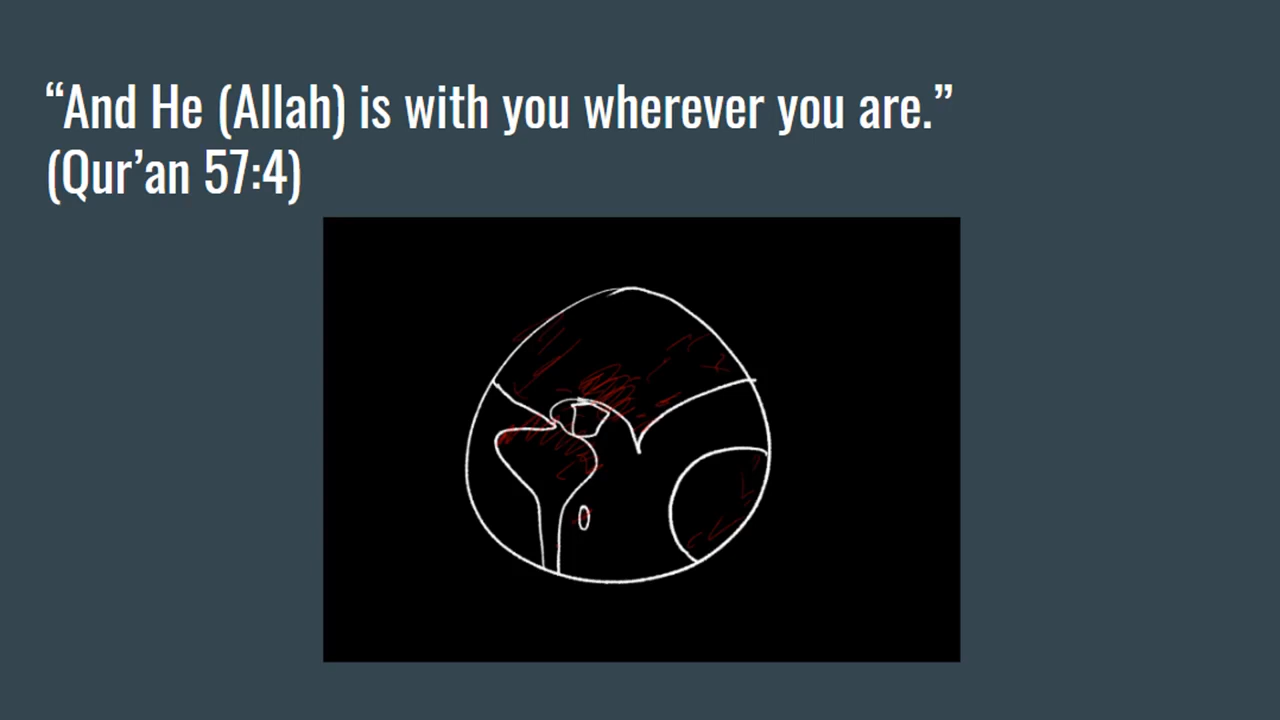 “And He (Allah) is with you wherever you are.”
(Qur’an 57:4)